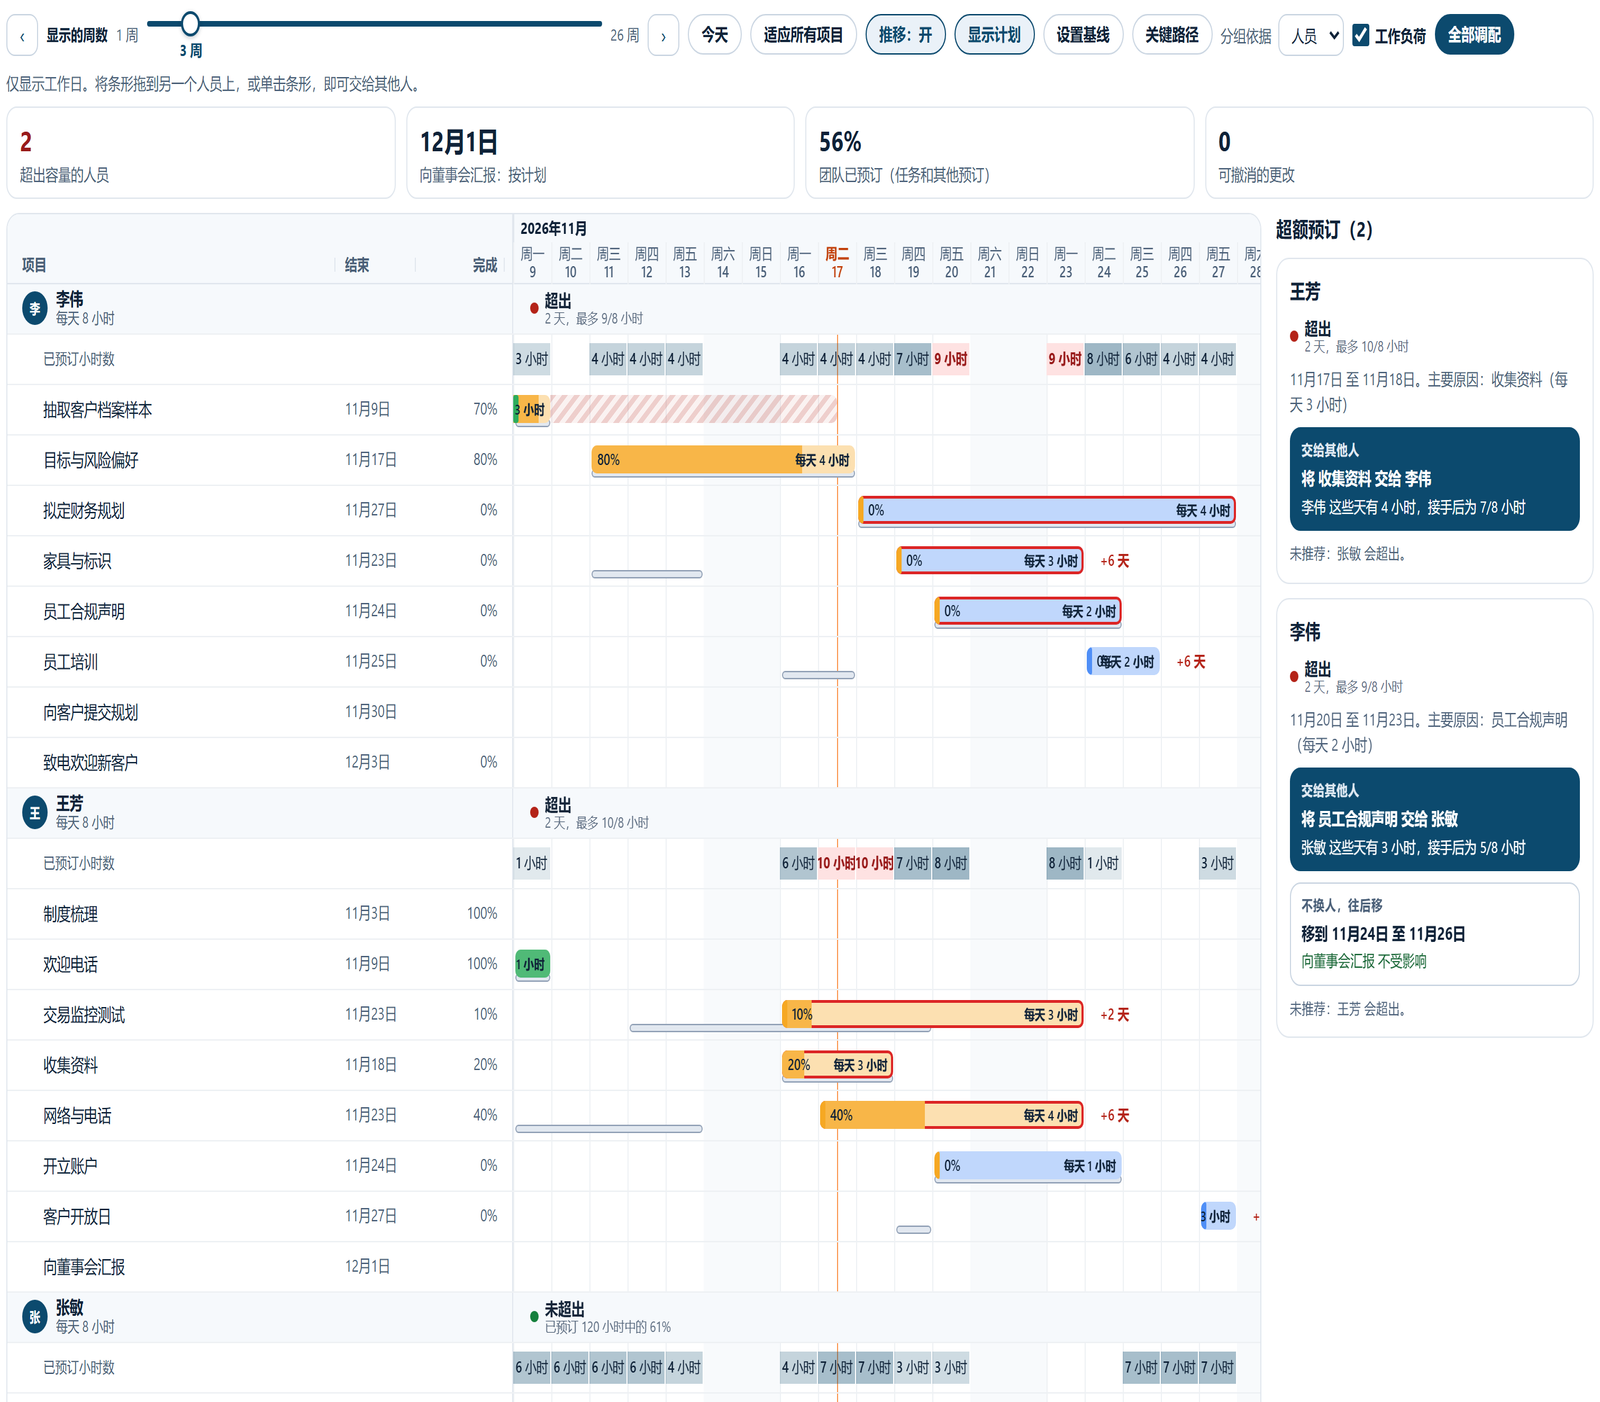 ‹ 显示的周数 1 周 3 周 26 周 › 今天 适应所有项目 推移：开 显示计划 设置基线 关键路径 分组依据 人员 工作负荷 全部调配
仅显示工作日。将条形拖到另一个人员上，或单击条形，即可交给其他人。
2
超出容量的人员
12月1日
向董事会汇报：按计划
56%
团队已预订（任务和其他预订）
0
可撤消的更改
2026年11月
项目 结束 完成
周一 周二 周三 周四 周五 周六 周日 周一 周二 周三 周四 周五 周六 周日 周一 周二 周三 周四 周五
9 10 11 12 13 14 15 16 17 18 19 20 21 22 23 24 25 26 27 28
李 李伟
每天 8 小时
超出
2 天，最多 9/8 小时
已预订小时数 3 小时 4 小时 4 小时 4 小时 4 小时 4 小时 4 小时 7 小时 9 小时 9 小时 8 小时 6 小时 4 小时 4 小时
抽取客户档案样本 11月9日 70% 3 小时
目标与风险偏好 11月17日 80% 80% 每天 4 小时
拟定财务规划 11月27日 0% 0% 每天 4 小时
家具与标识 11月23日 0% 0% 每天 3 小时 +6 天
员工合规声明 11月24日 0% 0% 每天 2 小时
员工培训 11月25日 0% 每天 2 小时 +6 天
向客户提交规划 11月30日
致电欢迎新客户 12月3日 0%
王 王芳
每天 8 小时
超出
2 天，最多 10/8 小时
已预订小时数 1 小时 6 小时 10 小时 10 小时 7 小时 8 小时 8 小时 1 小时 3 小时
制度梳理 11月3日 100%
欢迎电话 11月9日 100% 1 小时
交易监控测试 11月23日 10% 10% 每天 3 小时 +2 天
收集资料 11月18日 20% 20% 每天 3 小时
网络与电话 11月23日 40% 40% 每天 4 小时 +6 天
开立账户 11月24日 0% 0% 每天 1 小时
客户开放日 11月27日 0% 3 小时 +
向董事会汇报 12月1日
张 张敏
每天 8 小时
未超出
已预订 120 小时中的 61%
已预订小时数 6 小时 6 小时 6 小时 6 小时 4 小时 4 小时 7 小时 7 小时 3 小时 3 小时 7 小时 7 小时 7 小时
超额预订（2）
王芳
超出
2 天，最多 10/8 小时
11月17日 至 11月18日。主要原因：收集资料（每
天 3 小时）
交给其他人
将 收集资料 交给 李伟
李伟 这些天有 4 小时，接手后为 7/8 小时
未推荐：张敏 会超出。
李伟
超出
2 天，最多 9/8 小时
11月20日 至 11月23日。主要原因：员工合规声明
（每天 2 小时）
交给其他人
将 员工合规声明 交给 张敏
张敏 这些天有 3 小时，接手后为 5/8 小时
不换人，往后移
移到 11月24日 至 11月26日
向董事会汇报 不受影响
未推荐：王芳 会超出。